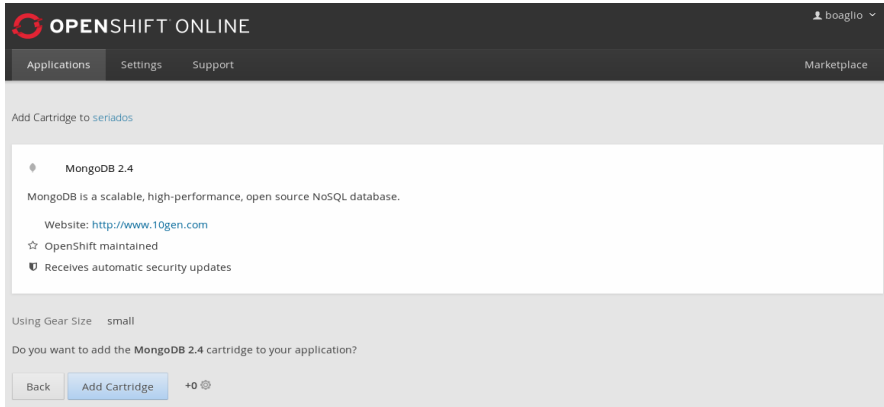 OPENSHIFT ONLINE
boaglio
Applications Settings Support Marketplace
Add Cartridge to seriados
MongoDB 2.4
MongoDB is a scalable, high-performance, open source NoSQL database.
Website: http://www.10gen.com
OpenShift maintained
Receives automatic security updates
Using Gear Size small
Do you want to add the MongoDB 2.4 cartridge to your application?
Back Add Cartridge +0